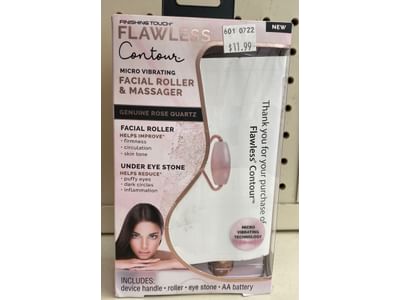 FINISHING TOUCH
FLAWLESS
Contour
MICRO VIBRATING
FACIAL ROLLER
& MASSAGER
GENUINE ROSE QUARTZ
FACIAL ROLLER
HELPS IMPROVE*
• firmness
• circulation
• skin tone
UNDER EYE STONE
HELPS REDUCE*
• puffy eyes
• dark circles
• inflammation
INCLUDES:
device handle • roller • eye stone • AA battery
601 0722
$11.99
NEW
Thank you for your purchase of
Flawless® Contour™
MICRO
VIBRATING
TECHNOLOGY